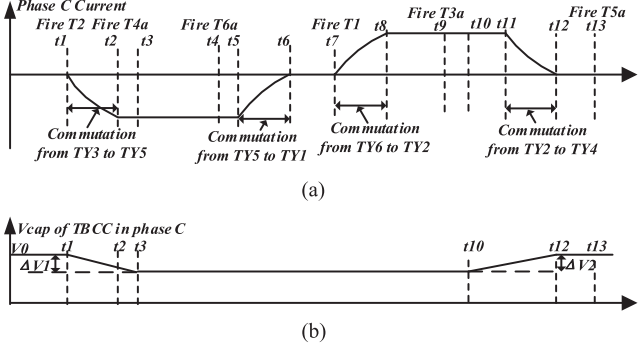 Phase C Current
Fire T2 Fire T4a Fire T6a Fire T1 Fire T3a Fire T5a
t1 t2 t3 t4 t5 t6 t7 t8 t9 t10 t11 t12 t13
Commutation
from TY3 to TY5
Commutation
from TY5 to TY1
Commutation
from TY6 to TY2
Commutation
from TY2 to TY4
(a)
Vcap of TBCC in phase C
V0 t1 t2 t3 t10 t12 t13
ΔV1 ΔV2
(b)